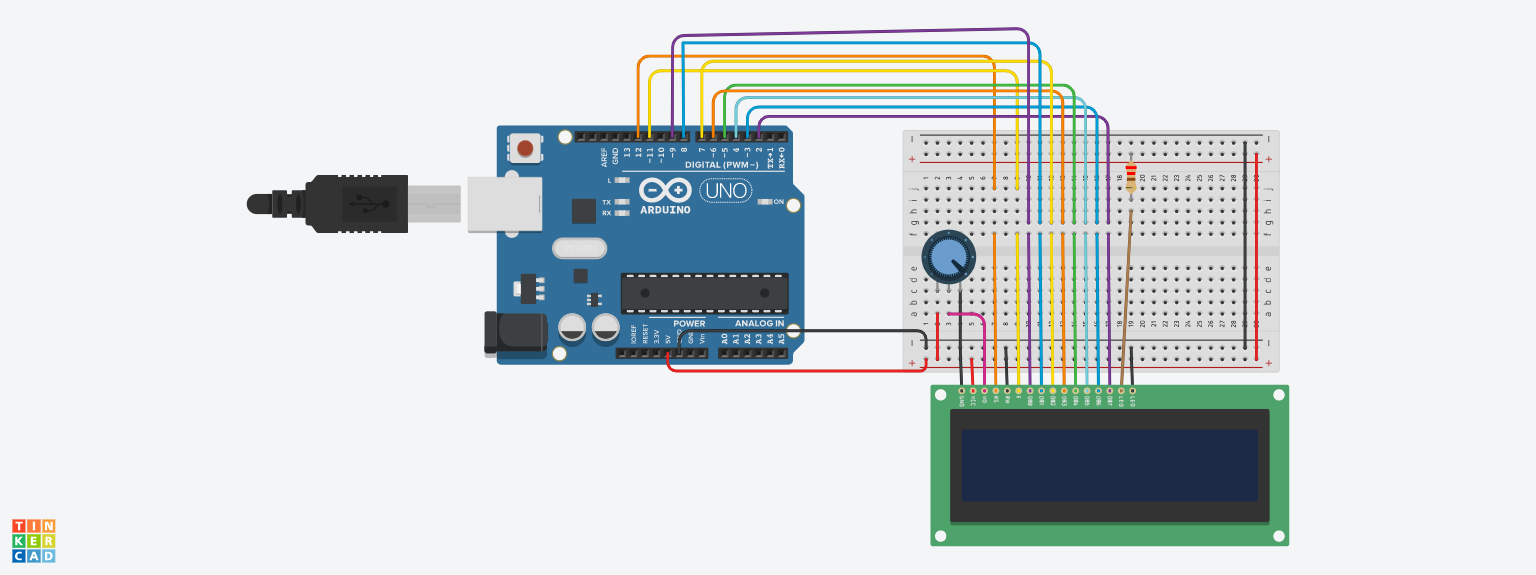 AREF
GND
13
12
~11
~10
~9
8
7
~6
~5
4
~3
2
TX→1
RX←0
DIGITAL (PWM~)
L
TX
RX
ARDUINO
UNO
ON
IOREF
RESET
3.3V
5V
GND
Vin
POWER
ANALOG IN
A0
A1
A2
A3
A4
A5
GND
VCC
V0
RS
RW
E
DB0
DB1
DB2
DB3
DB4
DB5
DB6
DB7
LED
LED
TIN
KER
CAD